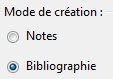 Mode de création :
Notes
Bibliographie